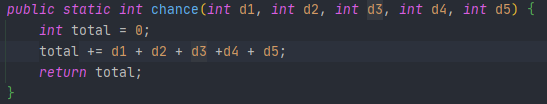 public static int chance(int d1, int d2, int d3, int d4, int d5) {
    int total = 0;
    total += d1 + d2 + d3 +d4 + d5;
    return total;
}